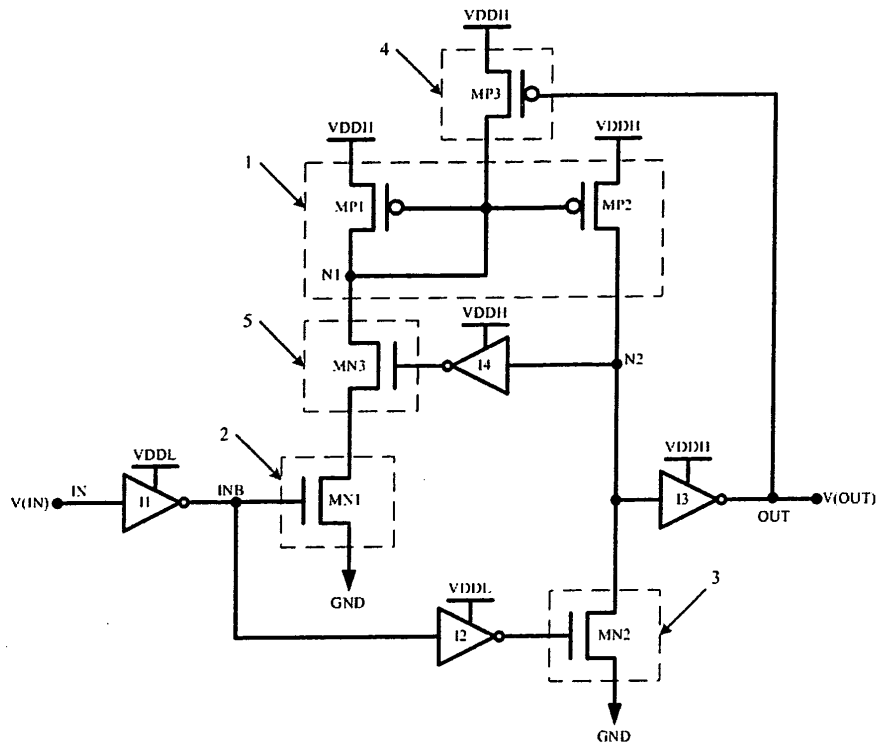 VDDH
4
MP3
VDDH
VDDH
1
MP1
MP2
N1
5
VDDH
MN3
I4
N2
2
VDDL
VDDH
V(IN)
IN
I1
INB
MN1
I3
OUT
V(OUT)
GND
VDDL
3
I2
MN2
GND